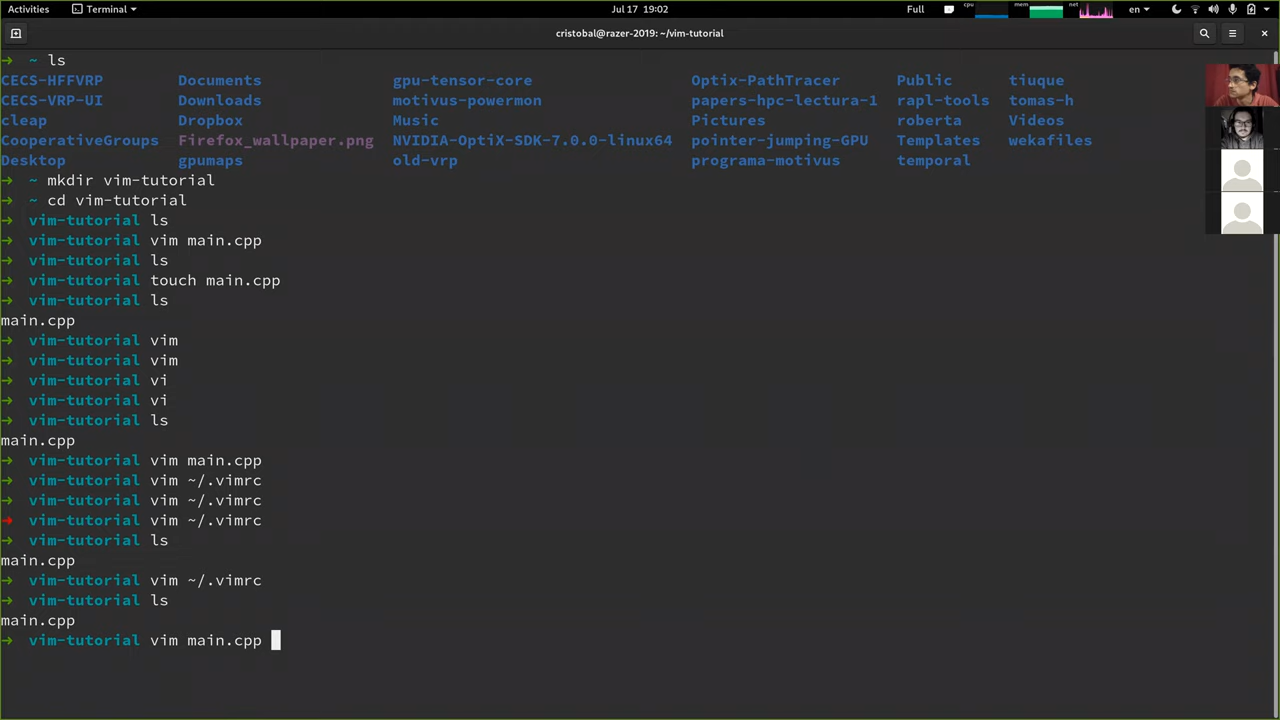 Activities Terminal Jul 17 19:02 Full cpu mem net en
cristobal@razer-2019: ~/vim-tutorial
→ ~ ls
CECS-HFFVRP Documents gpu-tensor-core Optix-PathTracer Public tiuque
CECS-VRP-UI Downloads motivus-powermon papers-hpc-lectura-1 rapl-tools tomas-h
cleap Dropbox Music Pictures roberta Videos
CooperativeGroups Firefox_wallpaper.png NVIDIA-OptiX-SDK-7.0.0-linux64 pointer-jumping-GPU Templates wekafiles
Desktop gpumaps old-vrp programa-motivus temporal
→ ~ mkdir vim-tutorial
→ ~ cd vim-tutorial
→ vim-tutorial ls
→ vim-tutorial vim main.cpp
→ vim-tutorial ls
→ vim-tutorial touch main.cpp
→ vim-tutorial ls
main.cpp
→ vim-tutorial vim
→ vim-tutorial vim
→ vim-tutorial vi
→ vim-tutorial vi
→ vim-tutorial ls
main.cpp
→ vim-tutorial vim main.cpp
→ vim-tutorial vim ~/.vimrc
→ vim-tutorial vim ~/.vimrc
→ vim-tutorial vim ~/.vimrc
→ vim-tutorial ls
main.cpp
→ vim-tutorial vim ~/.vimrc
→ vim-tutorial ls
main.cpp
→ vim-tutorial vim main.cpp